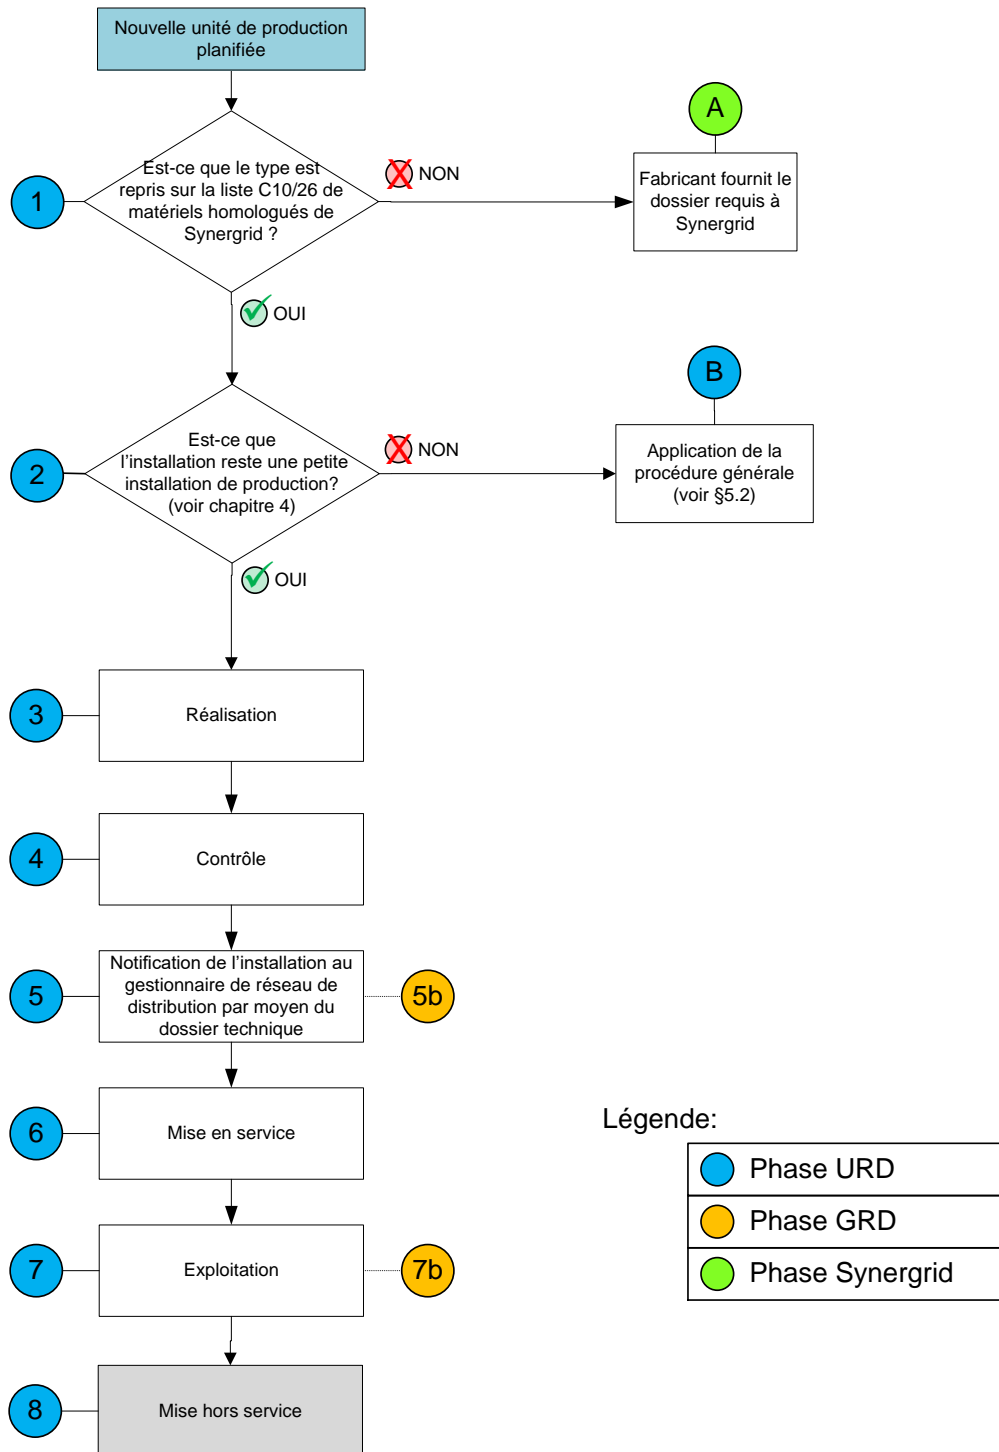 Nouvelle unité de production
planifiée
A
1
Est-ce que le type est
repris sur la liste C10/26 de
matériels homologués de
Synergrid ?
X NON
Fabricant fournit le
dossier requis à
Synergrid
OUI
B
2
Est-ce que
l'installation reste une petite
installation de production?
(voir chapitre 4)
X NON
Application de la
procédure générale
(voir §5.2)
OUI
3
Réalisation
4
Contrôle
5
Notification de l'installation au
gestionnaire de réseau de
distribution par moyen du
dossier technique
5b
6
Mise en service
7
Exploitation
7b
8
Mise hors service
Légende:
Phase URD
Phase GRD
Phase Synergrid